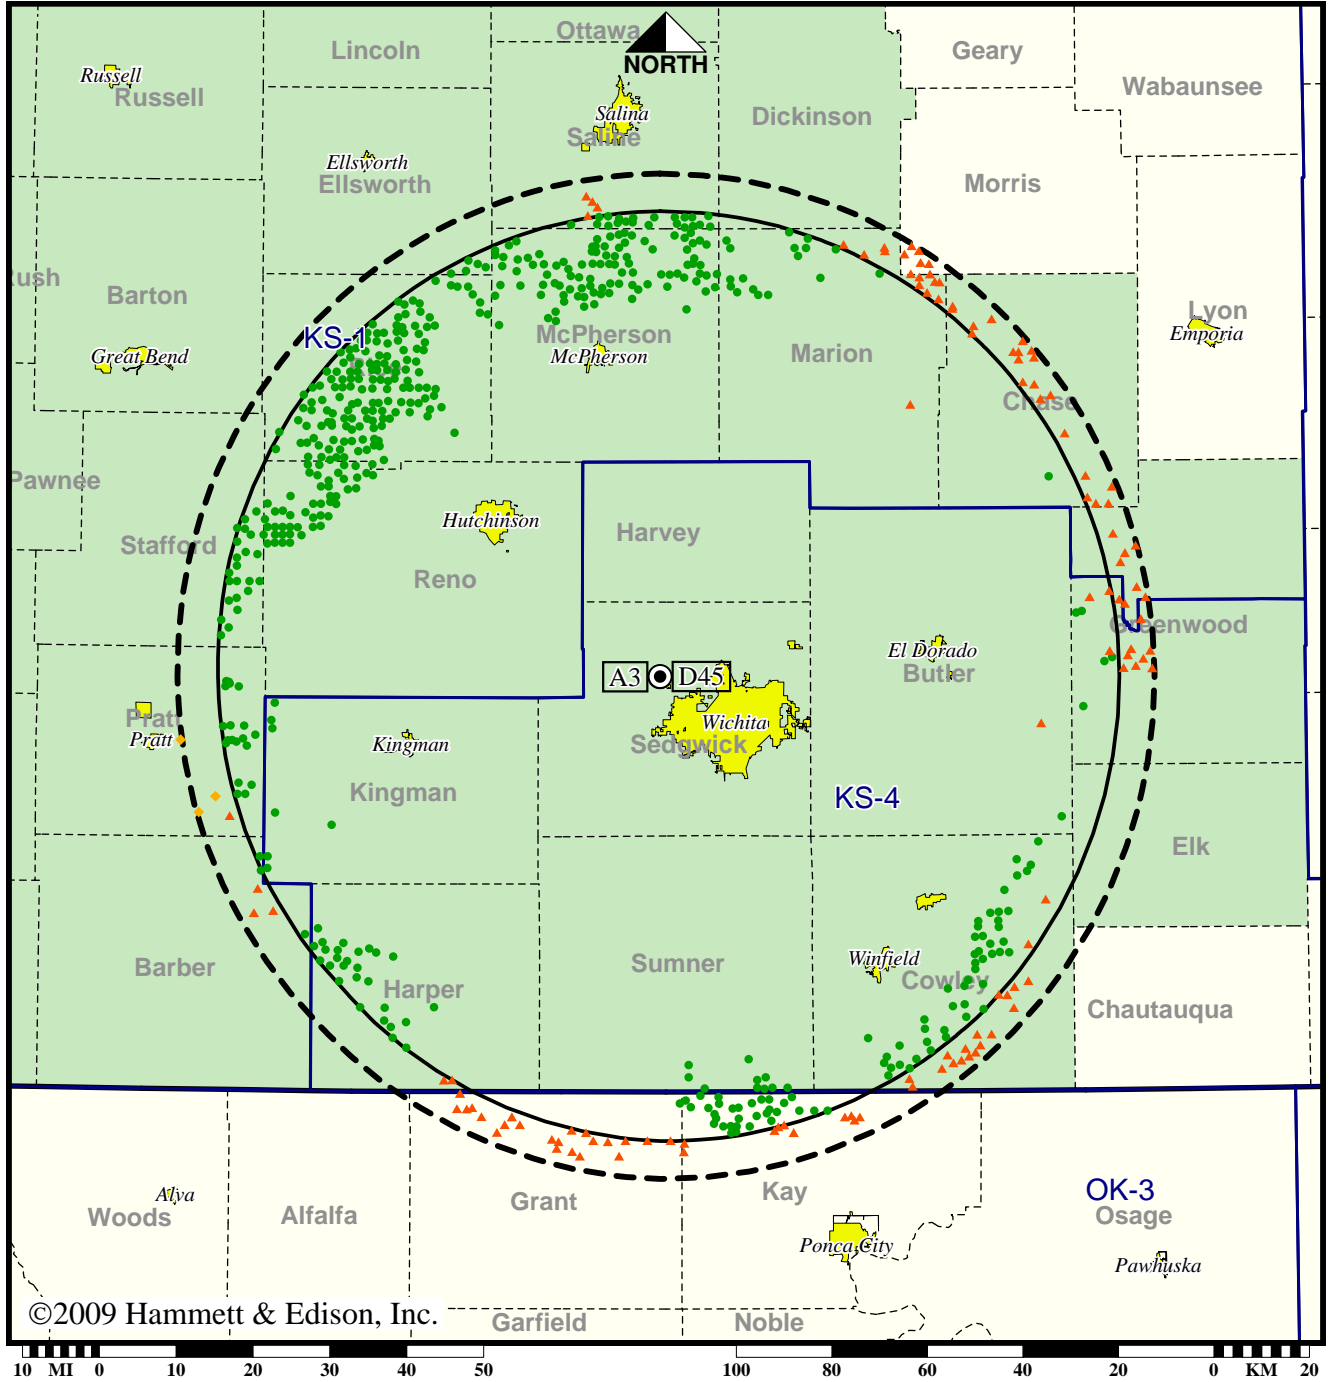 Ottawa
Lincoln
Geary
NORTH
Russell
Russell
Wabaunsee
Salina
Saline
Dickinson
Ellsworth
Ellsworth
Morris
Barton
Lyon
Emporia
KS-1
McPherson
McPherson
Great Bend
Marion
Chase
Pawnee
Hutchinson
Harvey
Stafford
Reno
Greenwood
El Dorado
Butler
A3
D45
Pratt
Pratt
Wichita
Sedgwick
Kingman
Kingman
KS-4
Elk
Barber
Sumner
Winfield
Cowley
Harper
Chautauqua
Alva
Woods
Alfalfa
Grant
Kay
OK-3
Osage
Ponca City
Pawhuska
©2009 Hammett & Edison, Inc.
Garfield
Noble
10 MI 0 10 20 30 40 50 100 80 60 40 20 0 KM 20